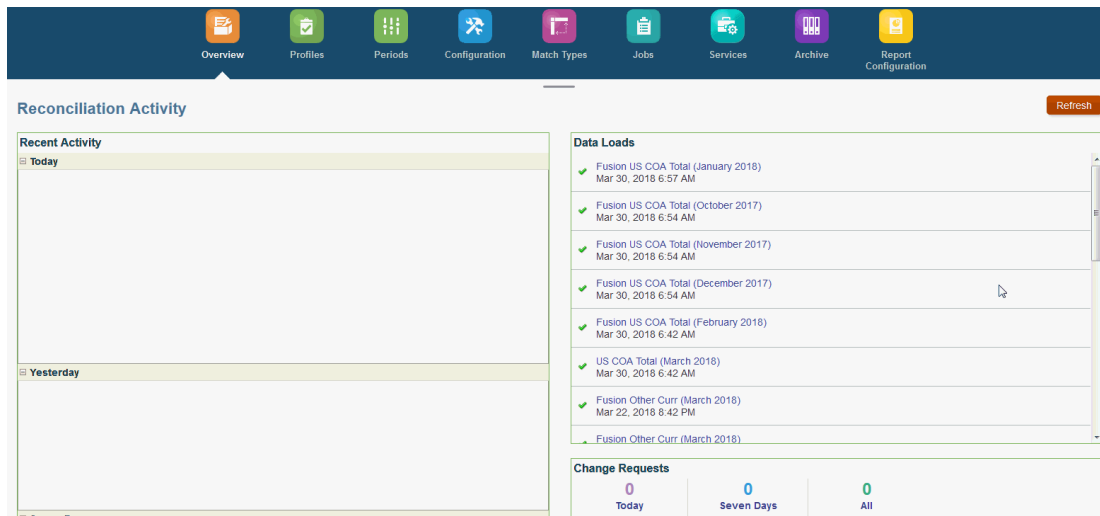 Overview
Profiles
Periods
Configuration
Match Types
Jobs
Services
Archive
Report
Configuration
Reconciliation Activity
Refresh
Recent Activity
Today
Yesterday
Data Loads
Fusion US COA Total (January 2018)
Mar 30, 2018 6:57 AM
Fusion US COA Total (October 2017)
Mar 30, 2018 6:54 AM
Fusion US COA Total (November 2017)
Mar 30, 2018 6:54 AM
Fusion US COA Total (December 2017)
Mar 30, 2018 6:54 AM
Fusion US COA Total (February 2018)
Mar 30, 2018 6:42 AM
US COA Total (March 2018)
Mar 30, 2018 6:42 AM
Fusion Other Curr (March 2018)
Mar 22, 2018 8:42 PM
Fusion Other Curr (March 2018)
Change Requests
0
Today
0
Seven Days
0
All